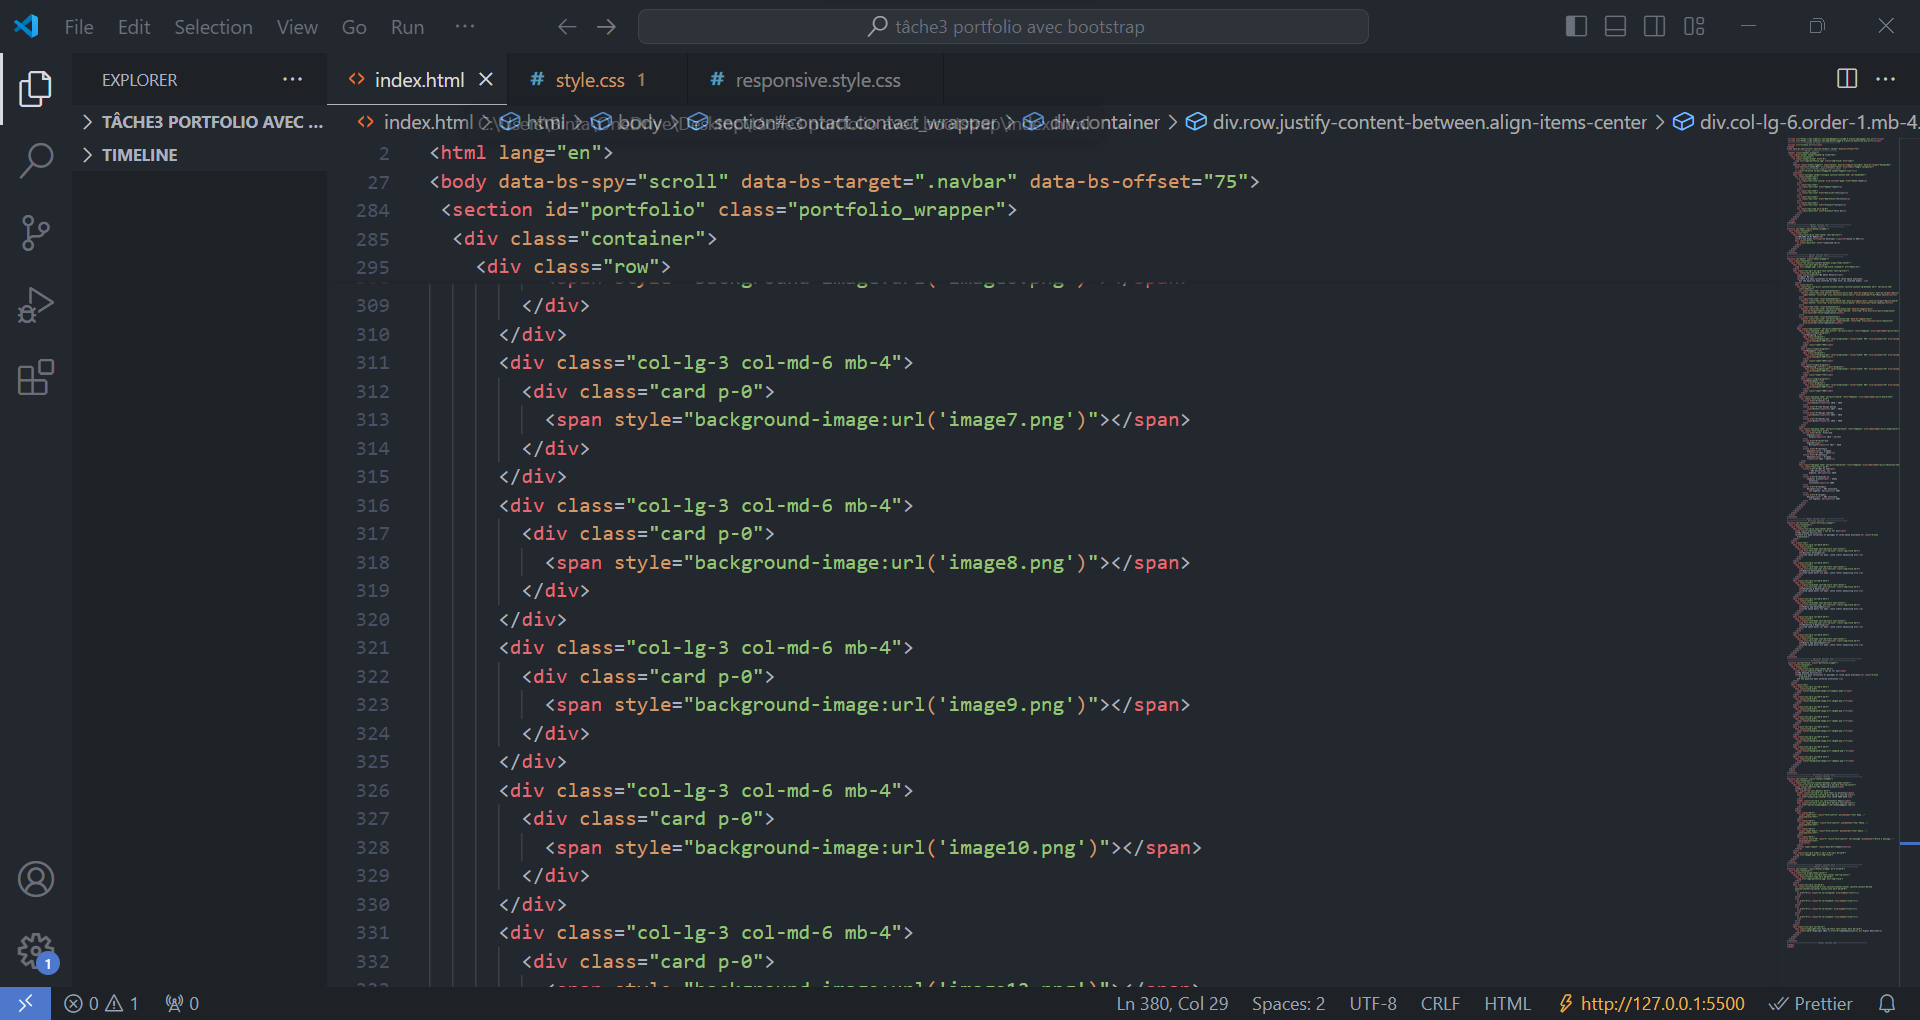 File Edit Selection View Go Run ··· tâche3 portfolio avec bootstrap
EXPLORER ···
TÂCHE3 PORTFOLIO AVEC ...
TIMELINE
index.html # style.css 1 # responsive.style.css
index.html > html > body > section#contact.contact_wrapper > div.container > div.row.justify-content-between.align-items-center > div.col-lg-6.order-1.mb-4.
2 <html lang="en">
27 <body data-bs-spy="scroll" data-bs-target=".navbar" data-bs-offset="75">
284 <section id="portfolio" class="portfolio_wrapper">
285 <div class="container">
295 <div class="row">
309 </div>
310 </div>
311 <div class="col-lg-3 col-md-6 mb-4">
312 <div class="card p-0">
313 <span style="background-image:url('image7.png')"></span>
314 </div>
315 </div>
316 <div class="col-lg-3 col-md-6 mb-4">
317 <div class="card p-0">
318 <span style="background-image:url('image8.png')"></span>
319 </div>
320 </div>
321 <div class="col-lg-3 col-md-6 mb-4">
322 <div class="card p-0">
323 <span style="background-image:url('image9.png')"></span>
324 </div>
325 </div>
326 <div class="col-lg-3 col-md-6 mb-4">
327 <div class="card p-0">
328 <span style="background-image:url('image10.png')"></span>
329 </div>
330 </div>
331 <div class="col-lg-3 col-md-6 mb-4">
332 <div class="card p-0">
1
0 1 0 Ln 380, Col 29 Spaces: 2 UTF-8 CRLF HTML http://127.0.0.1:5500 Prettier